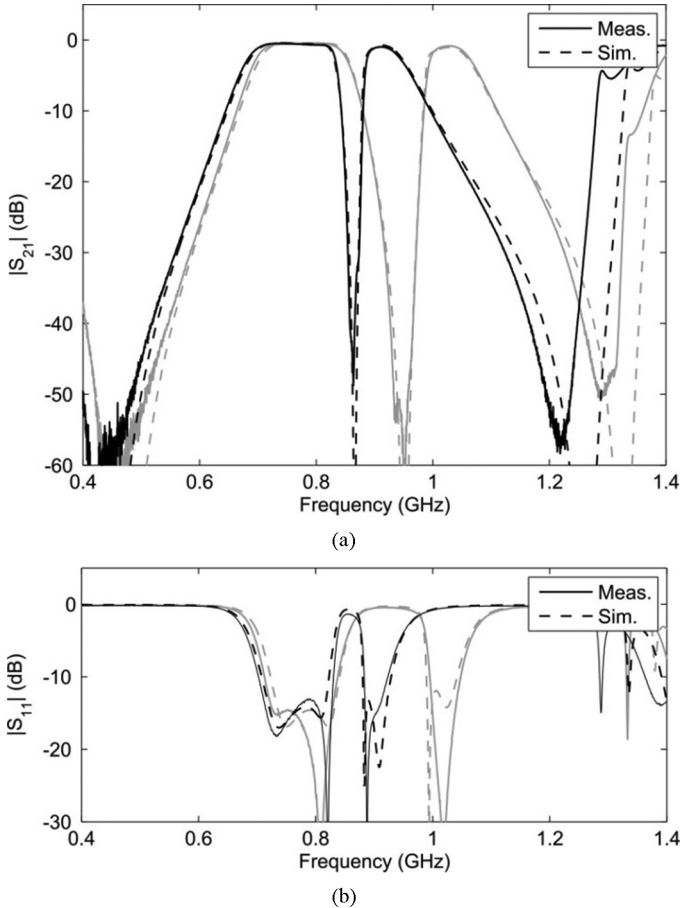 Meas.
Sim.
0
-10
-20
-30
-40
-50
-60
|S21| (dB)
0.4 0.6 0.8 1 1.2 1.4
Frequency (GHz)
(a)
Meas.
Sim.
0
-10
-20
-30
|S11| (dB)
0.4 0.6 0.8 1 1.2 1.4
Frequency (GHz)
(b)